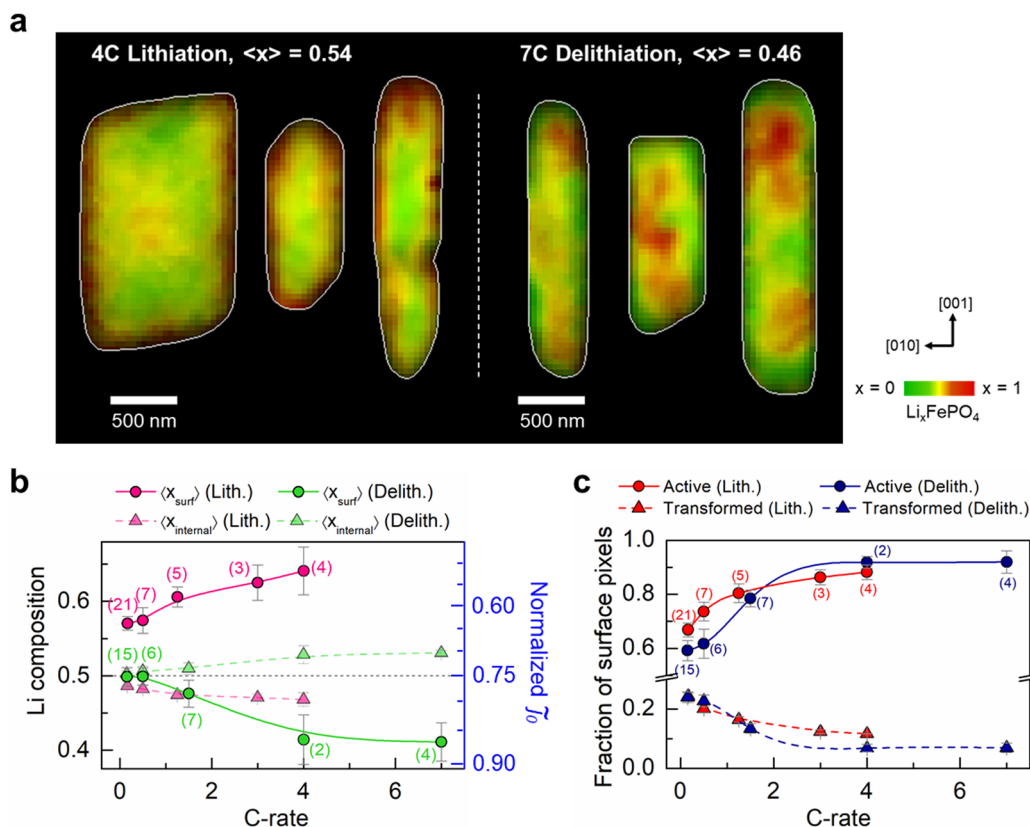 a
4C Lithiation, <x> = 0.54
7C Delithiation, <x> = 0.46
500 nm
500 nm
[001]
[010]
x = 0
x = 1
LixFePO4
b
⟨xsurf⟩ (Lith.)
⟨xsurf⟩ (Delith.)
⟨xinternal⟩ (Lith.)
⟨xinternal⟩ (Delith.)
Li composition
0.6
0.5
0.4
(21)
(7)
(5)
(3)
(4)
(15)
(6)
(7)
(2)
(4)
0.60
0.75
0.90
Normalized j̃0
0
2
4
6
C-rate
c
Active (Lith.)
Active (Delith.)
Transformed (Lith.)
Transformed (Delith.)
Fraction of surface pixels
1.0
0.8
0.6
0.2
0.0
(21)
(7)
(5)
(3)
(4)
(15)
(6)
(7)
(2)
(4)
0
2
4
6
C-rate